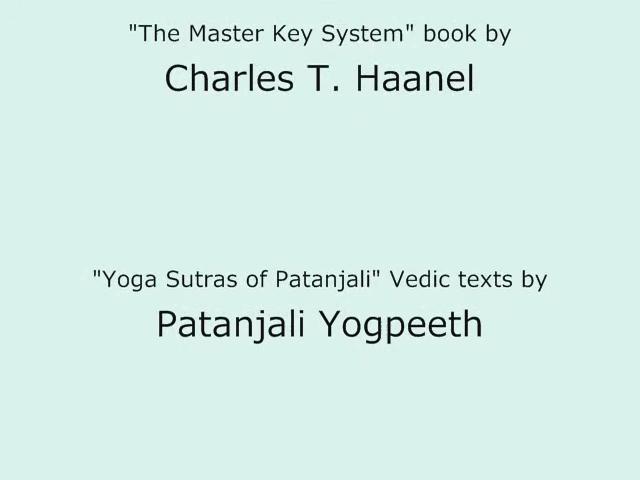 "The Master Key System" book by
Charles T. Haanel
"Yoga Sutras of Patanjali" Vedic texts by
Patanjali Yogpeeth